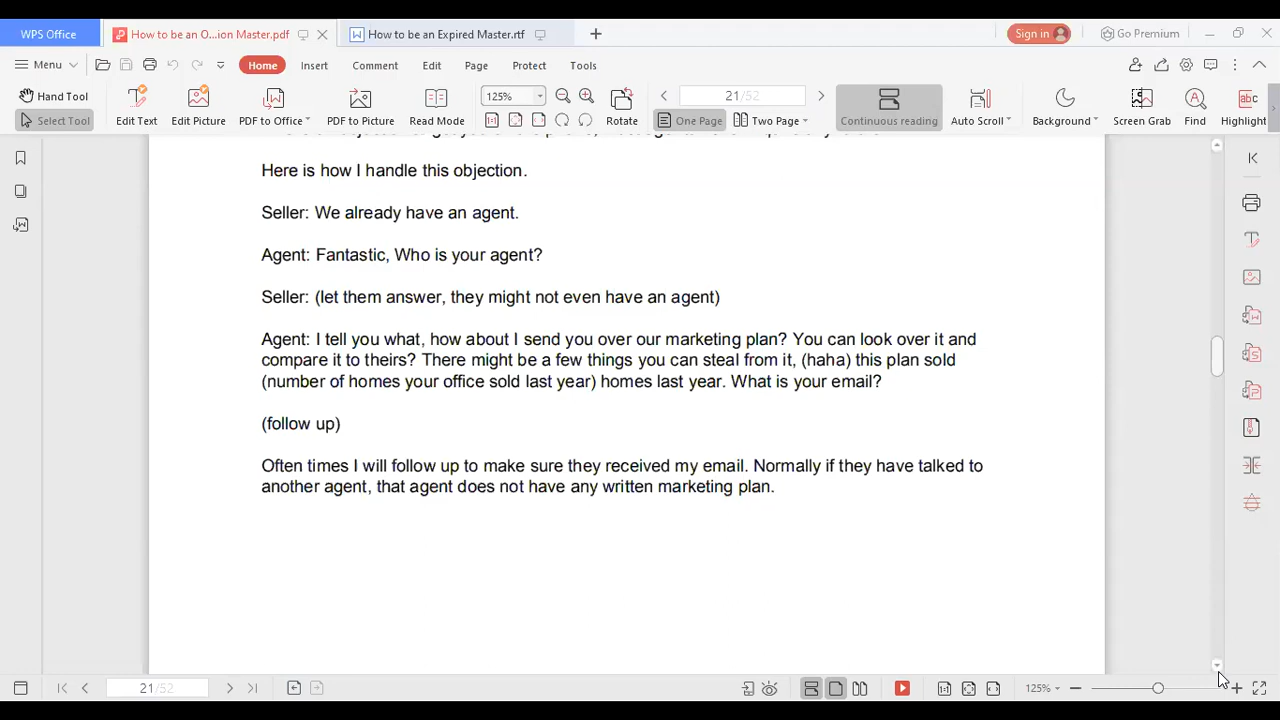 WPS Office
How to be an O...ion Master.pdf
How to be an Expired Master.rtf
Sign in
Go Premium
Menu
Home
Insert
Comment
Edit
Page
Protect
Tools
Hand Tool
Select Tool
Edit Text
Edit Picture
PDF to Office
PDF to Picture
Read Mode
125%
Rotate
21/52
One Page
Two Page
Continuous reading
Auto Scroll
Background
Screen Grab
Find
Highlight
Here is how I handle this objection.
Seller: We already have an agent.
Agent: Fantastic, Who is your agent?
Seller: (let them answer, they might not even have an agent)
Agent: I tell you what, how about I send you over our marketing plan? You can look over it and
compare it to theirs? There might be a few things you can steal from it, (haha) this plan sold
(number of homes your office sold last year) homes last year. What is your email?
(follow up)
Often times I will follow up to make sure they received my email. Normally if they have talked to
another agent, that agent does not have any written marketing plan.
21/52
125%